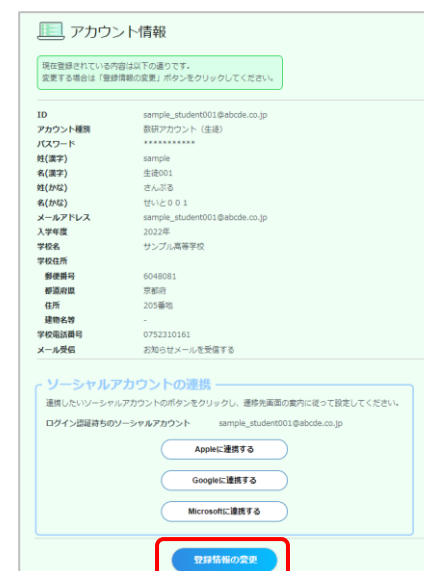 アカウント情報
現在登録されている内容は以下の通りです。
変更する場合は「登録情報の変更」ボタンをクリックしてください。
ID sample_student001@abcde.co.jp
アカウント種別 数研アカウント（生徒）
パスワード ***********
姓(漢字) sample
名(漢字) 生徒001
姓(かな) さんぷる
名(かな) せいと００１
メールアドレス sample_student001@abcde.co.jp
入学年度 2022年
学校名 サンプル高等学校
学校住所
郵便番号 6048081
都道府県 京都府
住所 205番地
建物名等 -
学校電話番号 0752310161
メール受信 お知らせメールを受信する
ソーシャルアカウントの連携
連携したいソーシャルアカウントのボタンをクリックし、遷移先画面の案内に従って設定してください。
ログイン認証待ちのソーシャルアカウント sample_student001@abcde.co.jp
Appleに連携する
Googleに連携する
Microsoftに連携する
登録情報の変更